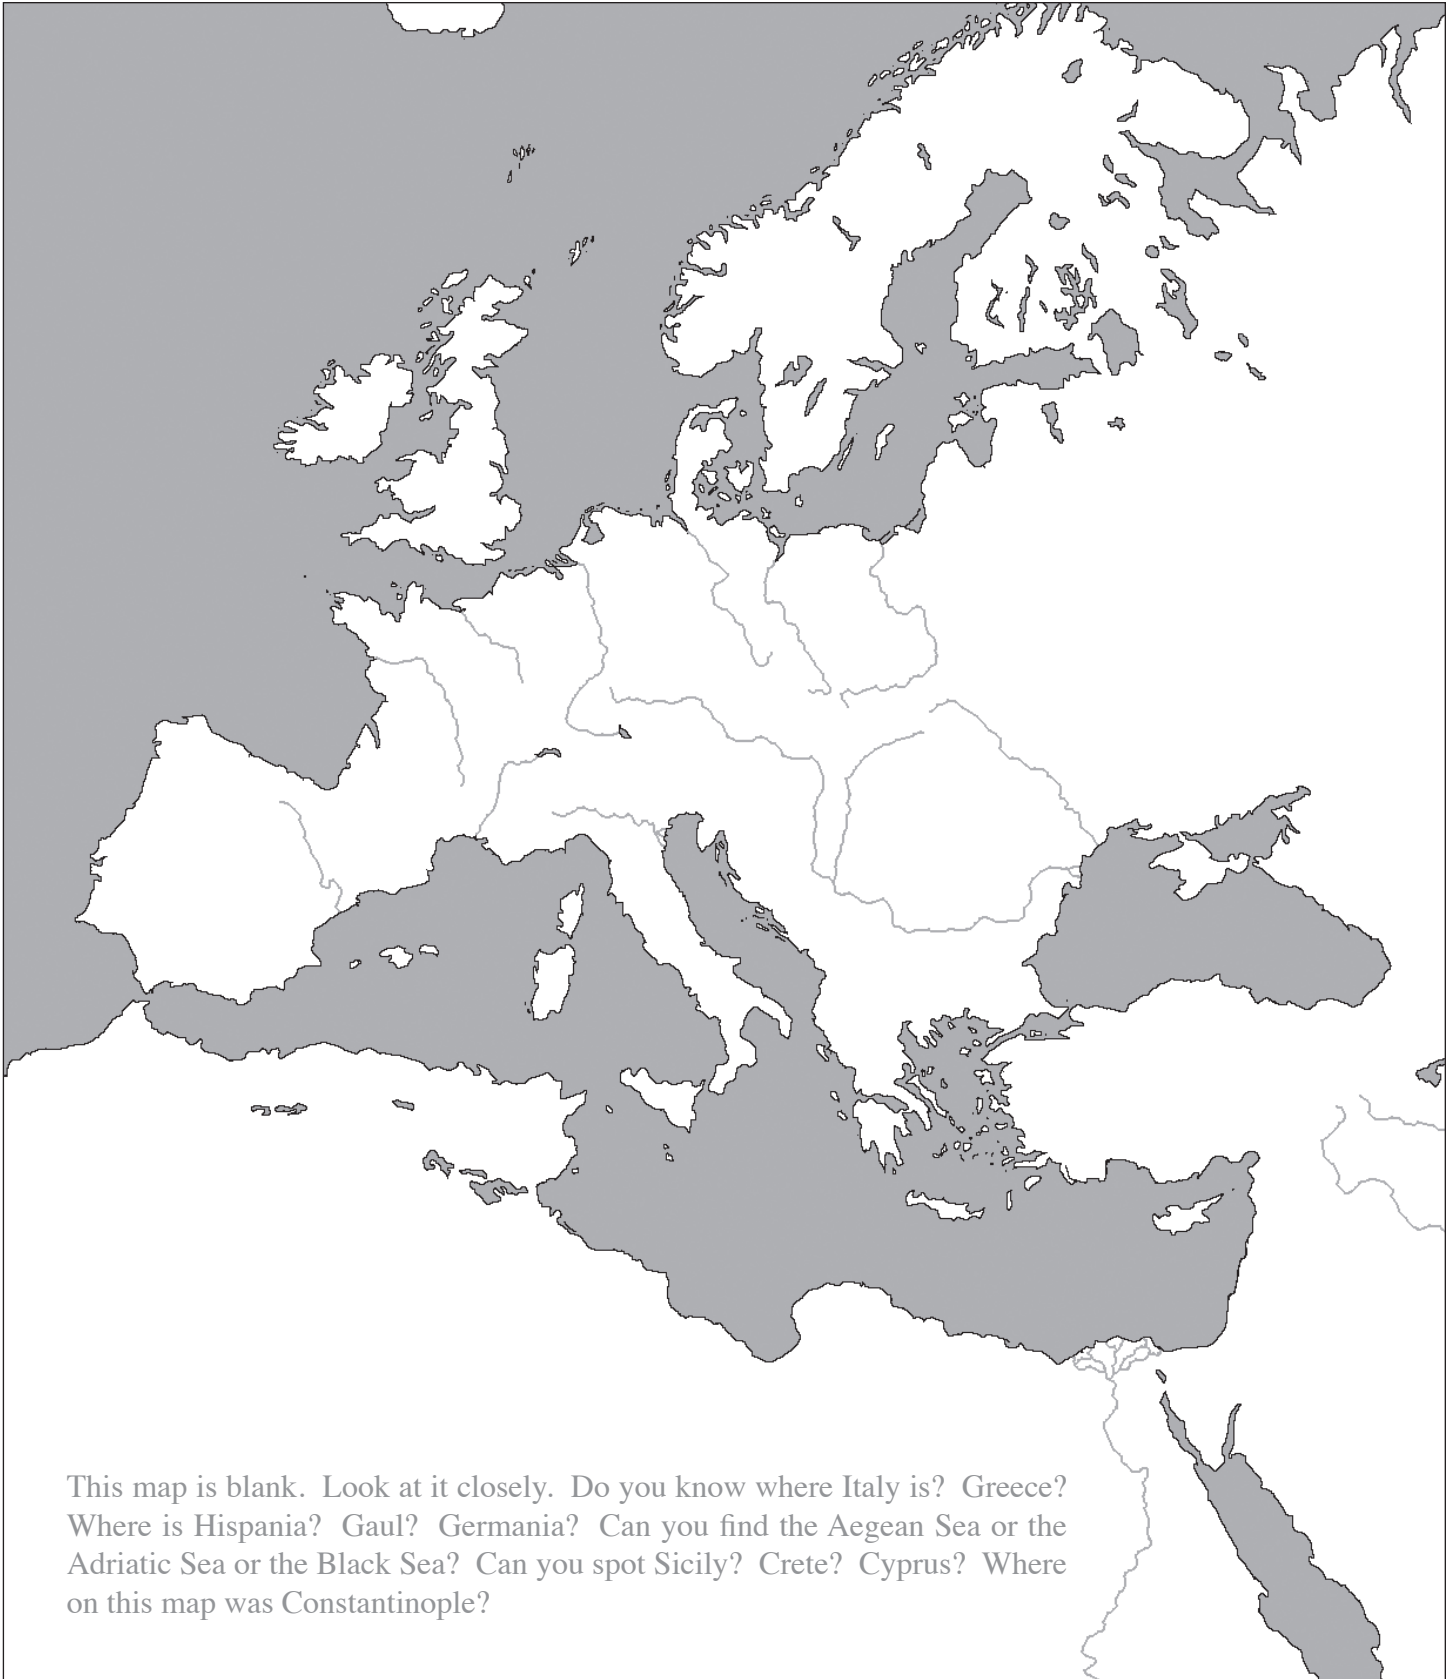 This map is blank.  Look at it closely.  Do you know where Italy is?  Greece?
Where is Hispania?  Gaul?  Germania?  Can you find the Aegean Sea or the
Adriatic Sea or the Black Sea?  Can you spot Sicily?  Crete?  Cyprus?  Where
on this map was Constantinople?